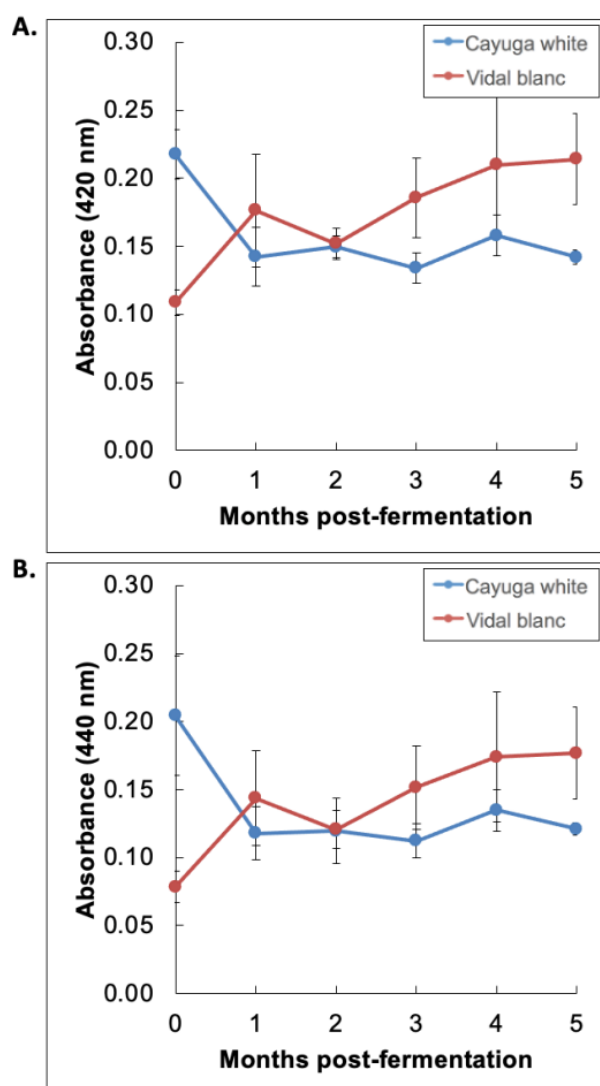 A.
Absorbance (420 nm)
0.30
0.25
0.20
0.15
0.10
0.05
0.00
Cayuga white
Vidal blanc
0 1 2 3 4 5
Months post-fermentation
B.
Absorbance (440 nm)
0.30
0.25
0.20
0.15
0.10
0.05
0.00
Cayuga white
Vidal blanc
0 1 2 3 4 5
Months post-fermentation